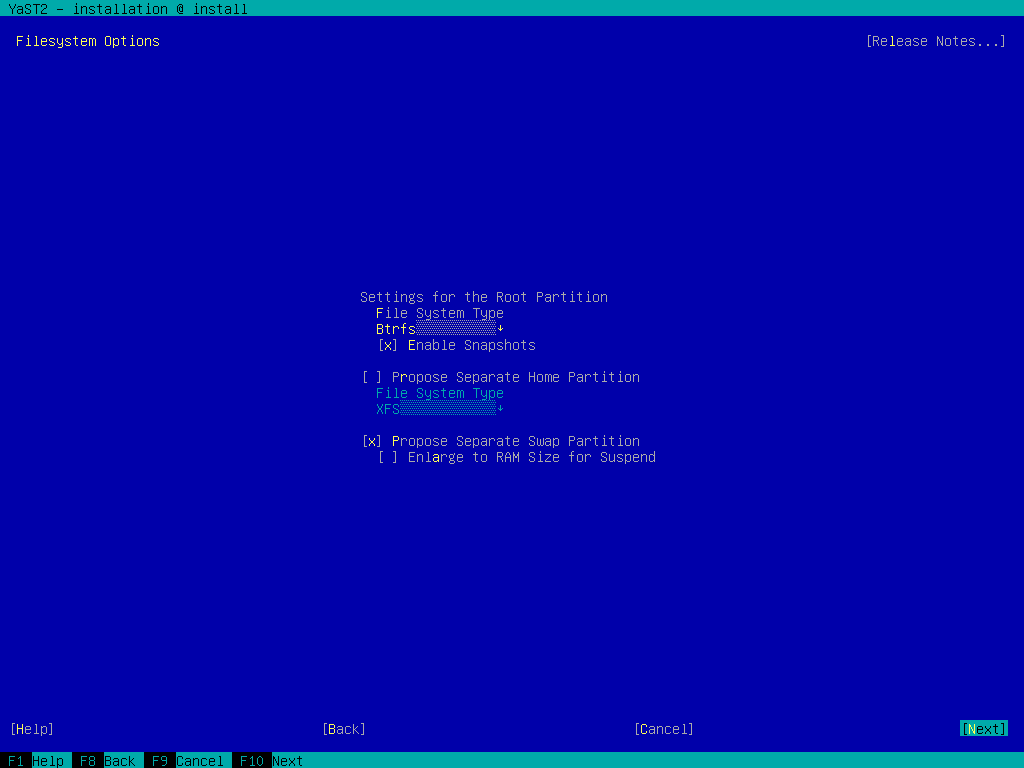 YaST2 - installation @ install
Filesystem Options [Release Notes...]
Settings for the Root Partition
File System Type
Btrfs↓
[x] Enable Snapshots
[ ] Propose Separate Home Partition
File System Type
XFS↓
[x] Propose Separate Swap Partition
[ ] Enlarge to RAM Size for Suspend
[Help] [Back] [Cancel] [Next]
F1 Help F8 Back F9 Cancel F10 Next